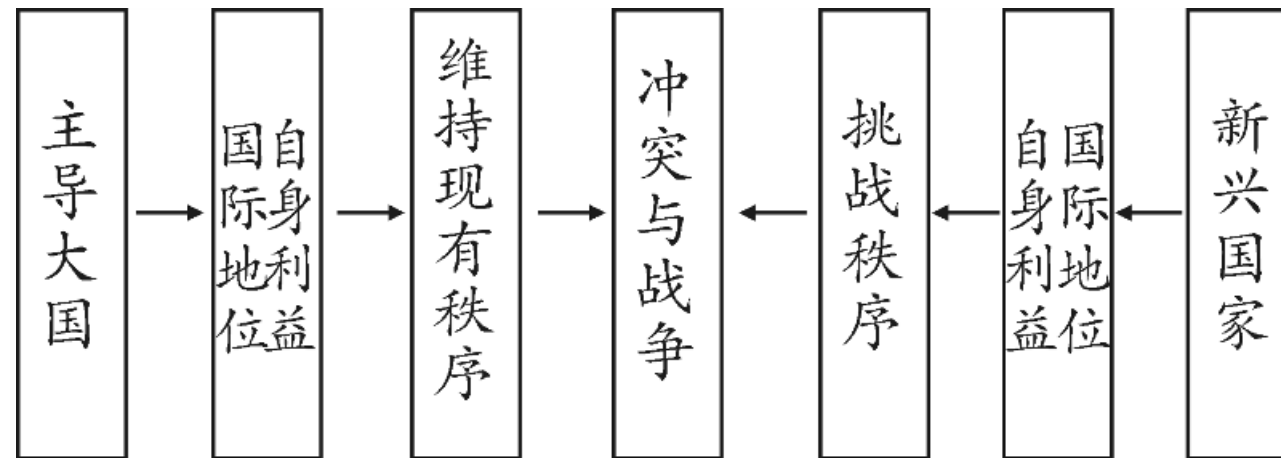 主导大国
国际地位
自身利益
维持现有秩序
冲突与战争
挑战秩序
自身利益
国际地位
新兴国家